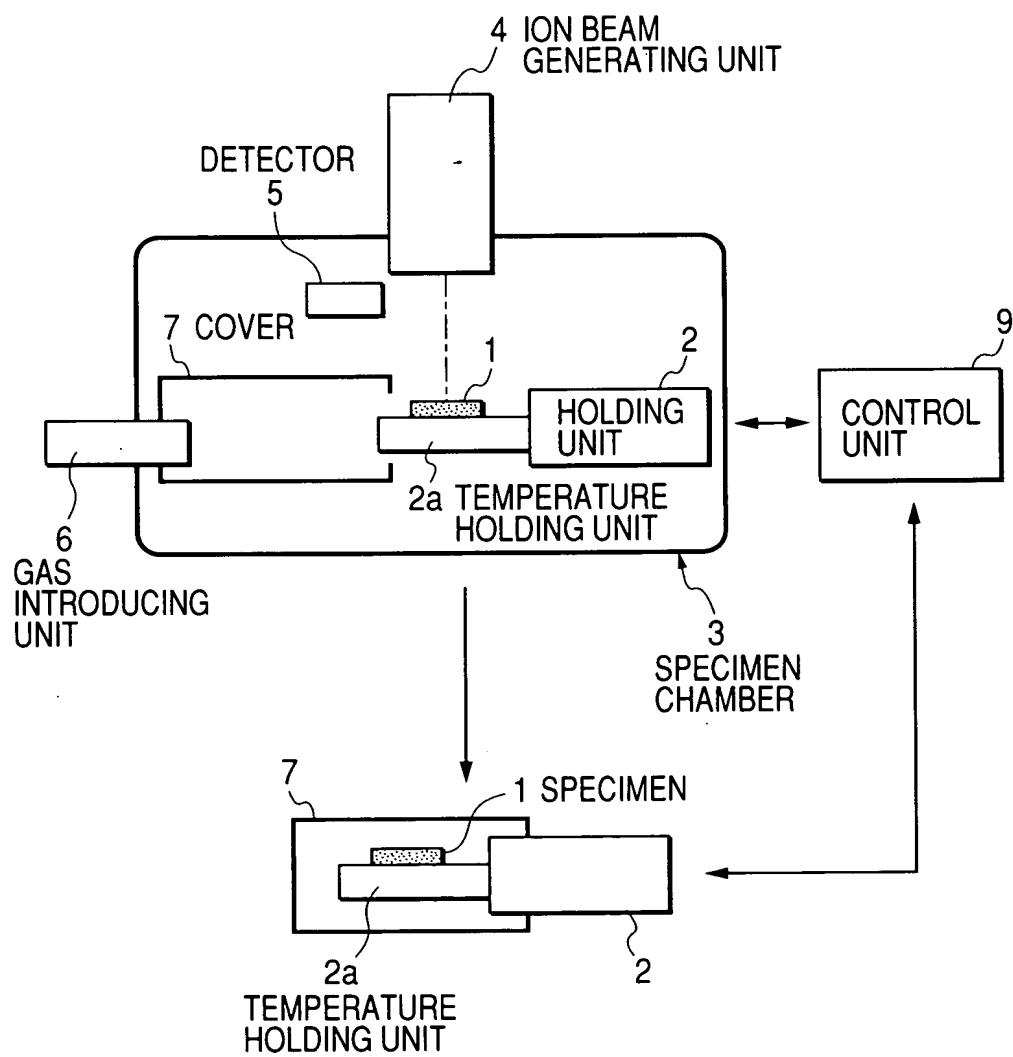 4 ION BEAM
GENERATING UNIT
DETECTOR
5
7 COVER
1
2
9
HOLDING
UNIT
CONTROL
UNIT
2a TEMPERATURE
HOLDING UNIT
6
GAS
INTRODUCING
UNIT
3
SPECIMEN
CHAMBER
7
1 SPECIMEN
2a
TEMPERATURE
HOLDING UNIT
2